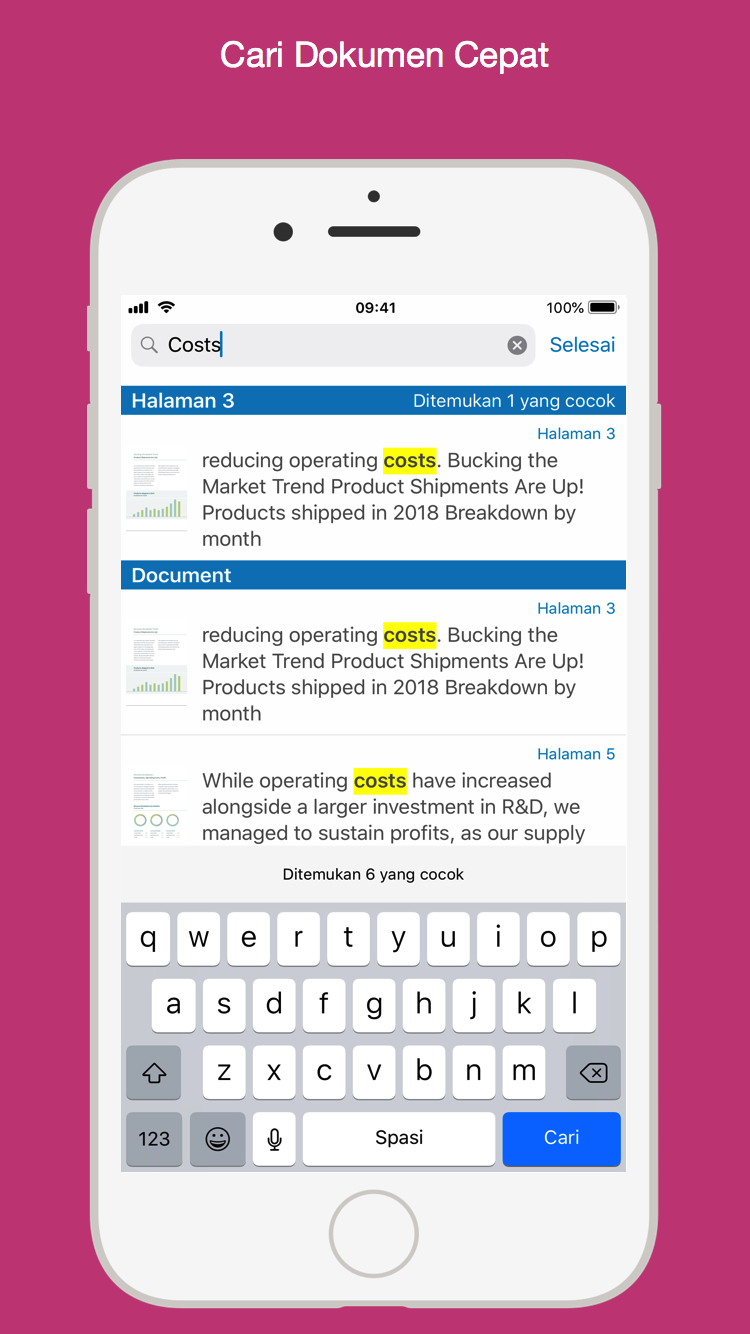 Cari Dokumen Cepat
09:41
100%
Costs
Selesai
Halaman 3
Ditemukan 1 yang cocok
Halaman 3
reducing operating costs. Bucking the
Market Trend Product Shipments Are Up!
Products shipped in 2018 Breakdown by
month
Document
Halaman 3
reducing operating costs. Bucking the
Market Trend Product Shipments Are Up!
Products shipped in 2018 Breakdown by
month
Halaman 5
While operating costs have increased
alongside a larger investment in R&D, we
managed to sustain profits, as our supply
Ditemukan 6 yang cocok
q w e r t y u i o p
a s d f g h j k l
z x c v b n m
123
Spasi
Cari